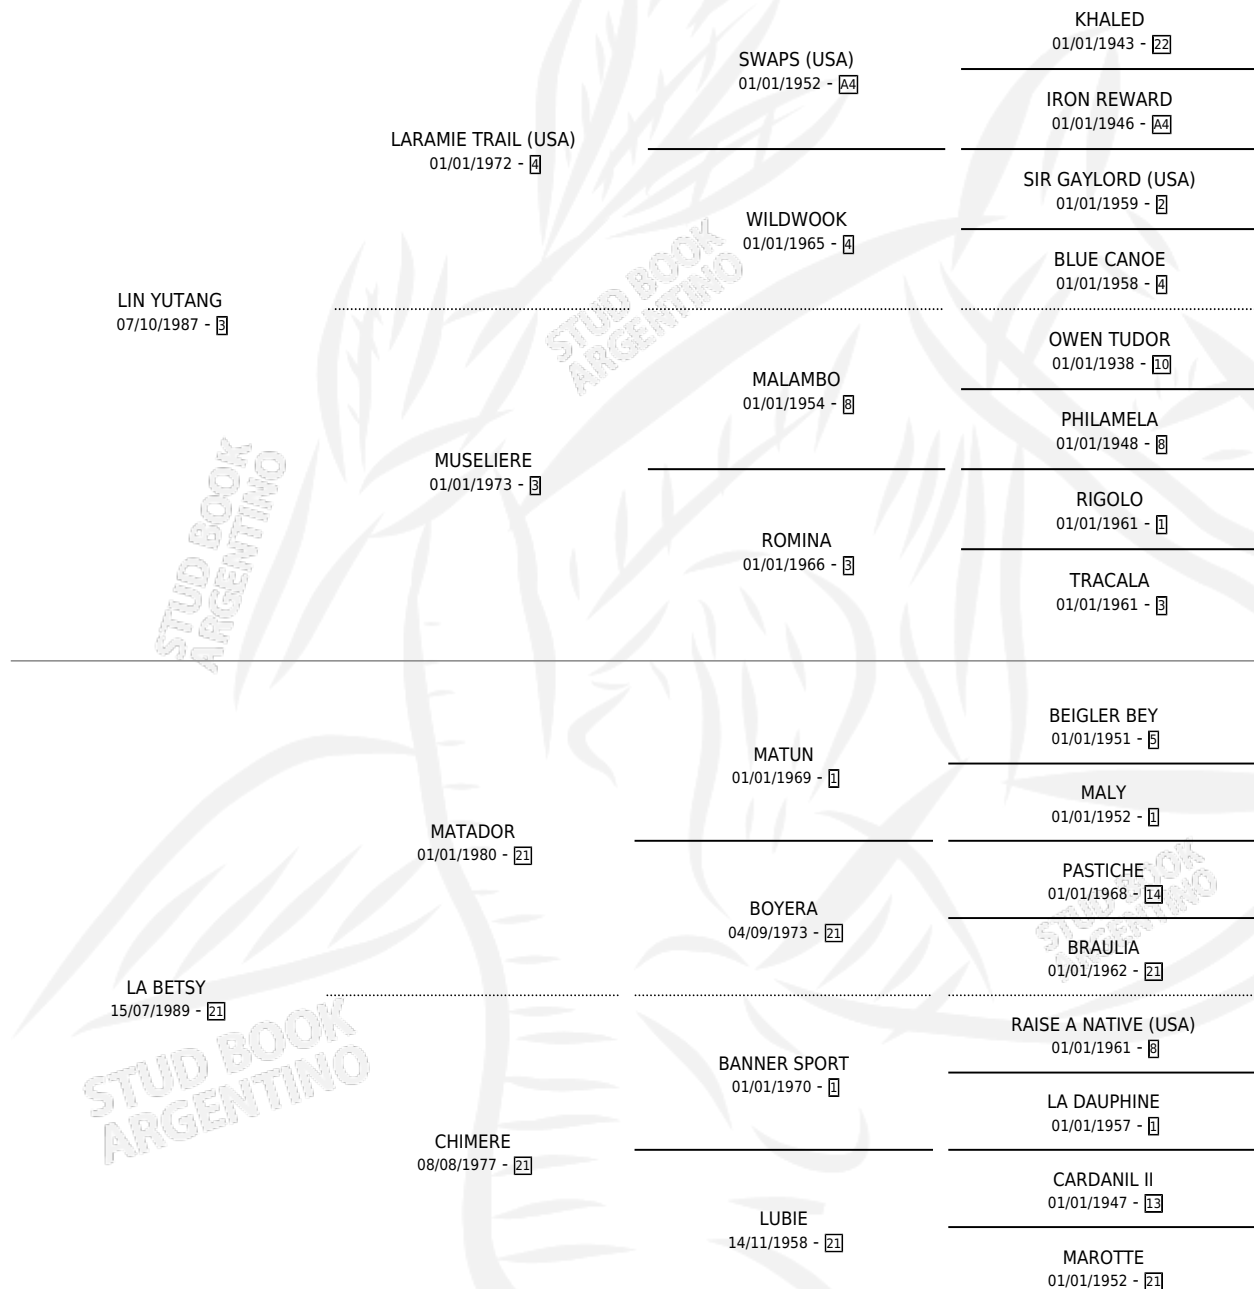 KHALED
01/01/1943 - 22
SWAPS (USA)
01/01/1952 - A4
IRON REWARD
01/01/1946 - A4
LARAMIE TRAIL (USA)
01/01/1972 - 4
SIR GAYLORD (USA)
01/01/1959 - 2
WILDWOOK
01/01/1965 - 4
BLUE CANOE
01/01/1958 - 4
LIN YUTANG
07/10/1987 - 3
OWEN TUDOR
01/01/1938 - 10
MALAMBO
01/01/1954 - 8
PHILAMELA
01/01/1948 - 8
MUSELIERE
01/01/1973 - 3
RIGOLO
01/01/1961 - 1
ROMINA
01/01/1966 - 3
TRACALA
01/01/1961 - 3
BEIGLER BEY
01/01/1951 - 5
MATUN
01/01/1969 - 1
MALY
01/01/1952 - 1
MATADOR
01/01/1980 - 21
PASTICHE
01/01/1968 - 14
BOYERA
04/09/1973 - 21
BRAULIA
01/01/1962 - 21
LA BETSY
15/07/1989 - 21
RAISE A NATIVE (USA)
01/01/1961 - 8
BANNER SPORT
01/01/1970 - 1
LA DAUPHINE
01/01/1957 - 1
CHIMERE
08/08/1977 - 21
CARDANIL II
01/01/1947 - 13
LUBIE
14/11/1958 - 21
MAROTTE
01/01/1952 - 21
STUD BOOK
ARGENTINO
STUD BOOK
ARGENTINO
STUD BOOK
ARGENTINO
STUD BOOK
ARGENTINO